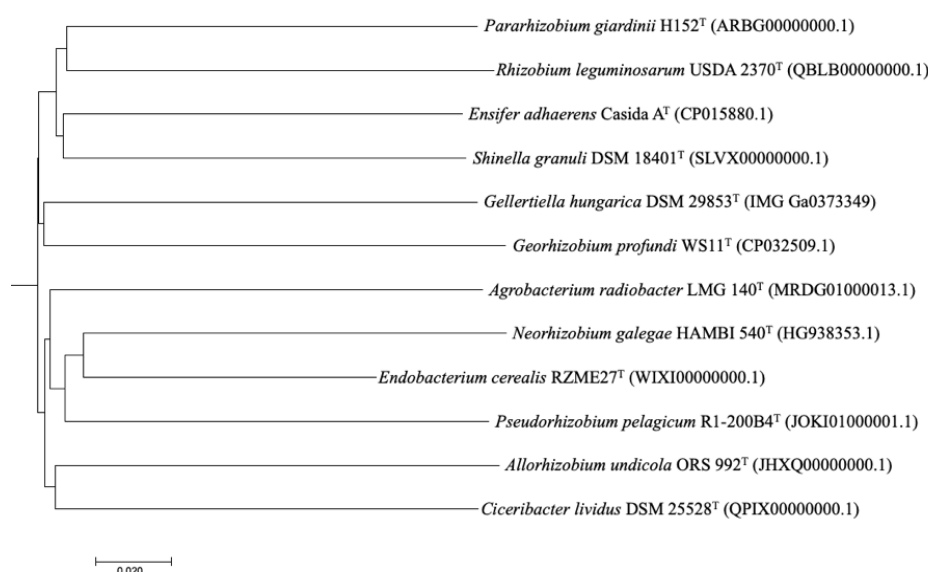 Pararhizobium giardinii H152ᵀ (ARBG00000000.1)
Rhizobium leguminosarum USDA 2370ᵀ (QBLB00000000.1)
Ensifer adhaerens Casida Aᵀ (CP015880.1)
Shinella granuli DSM 18401ᵀ (SLVX00000000.1)
Gellertiella hungarica DSM 29853ᵀ (IMG Ga0373349)
Georhizobium profundi WS11ᵀ (CP032509.1)
Agrobacterium radiobacter LMG 140ᵀ (MRDG01000013.1)
Neorhizobium galegae HAMBI 540ᵀ (HG938353.1)
Endobacterium cerealis RZME27ᵀ (WIXI00000000.1)
Pseudorhizobium pelagicum R1-200B4ᵀ (JOKI01000001.1)
Allorhizobium undicola ORS 992ᵀ (JHXQ00000000.1)
Ciceribacter lividus DSM 25528ᵀ (QPIX00000000.1)
0.020